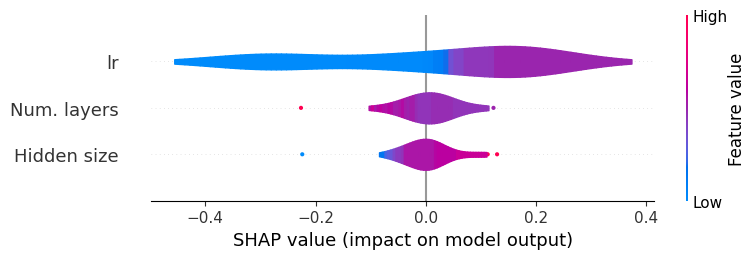 High
lr
Num. layers
Hidden size
Feature value
Low
−0.4 −0.2 0.0 0.2 0.4
SHAP value (impact on model output)